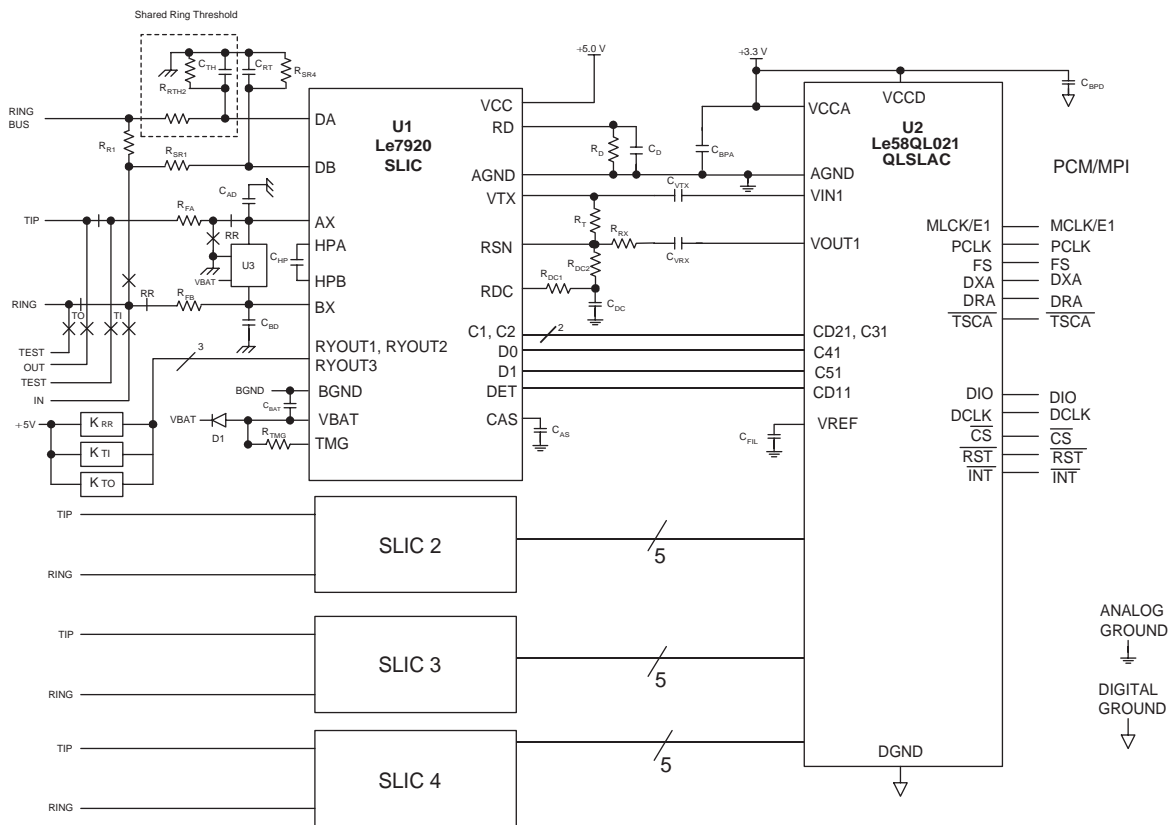 Shared Ring Threshold
C_TH
C_RT
R_SR4
R_RTH2
RING
BUS
R_R1
R_SR1
DA
DB
C_AD
TIP
R_FA
RR
AX
HPA
C_HP
U3
VBAT
HPB
RING
RR
R_FB
BX
TO
TI
C_BD
TEST
OUT
TEST
IN
3
RYOUT1, RYOUT2
RYOUT3
BGND
BGND
C_BAT
VBAT
VBAT
D1
R_TMG
TMG
+5V
K RR
K TI
K TO
U1
Le7920
SLIC
+5.0 V
VCC
RD
R_D
C_D
C_BPA
AGND
VTX
C_VTX
R_T
RSN
R_RX
C_VRX
R_DC2
R_DC1
RDC
C_DC
C1, C2
2
D0
D1
DET
CAS
C_AS
C_FIL
+3.3 V
C_BPD
VCCD
VCCA
U2
Le58QL021
QLSLAC
AGND
VIN1
VOUT1
CD21, C31
C41
C51
CD11
VREF
PCM/MPI
MLCK/E1 MCLK/E1
PCLK PCLK
FS FS
DXA DXA
DRA DRA
TSCA TSCA
DIO DIO
DCLK DCLK
CS CS
RST RST
INT INT
DGND
TIP
SLIC 2
RING
5
TIP
SLIC 3
RING
5
TIP
SLIC 4
RING
5
ANALOG
GROUND
DIGITAL
GROUND